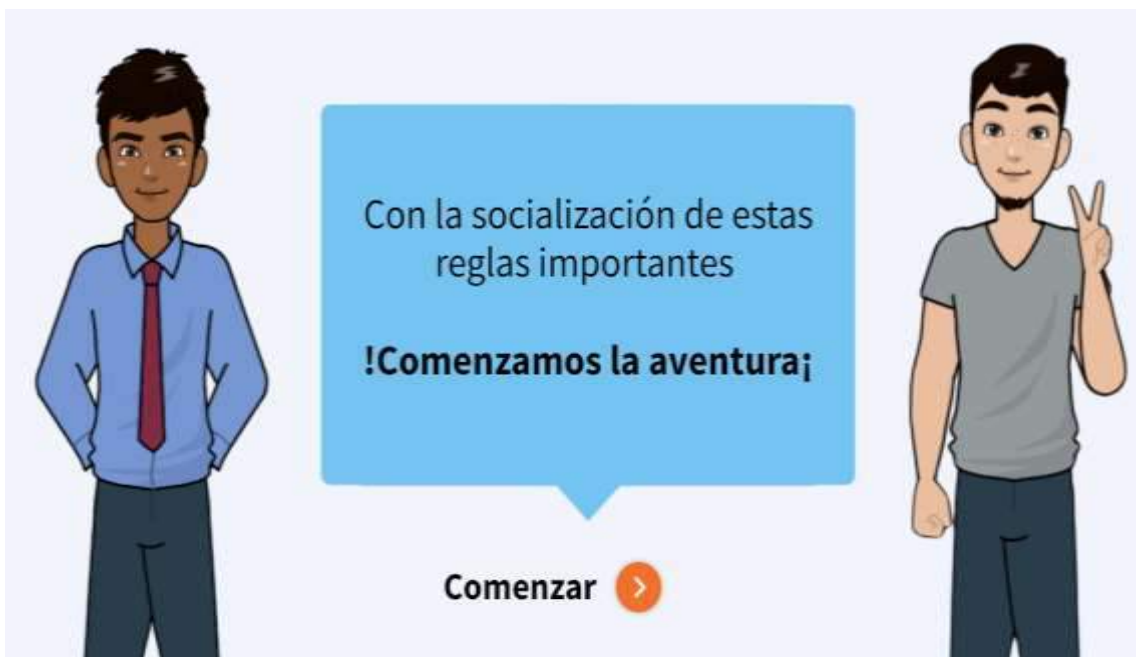 Con la socialización de estas
reglas importantes
!Comenzamos la aventura¡
Comenzar